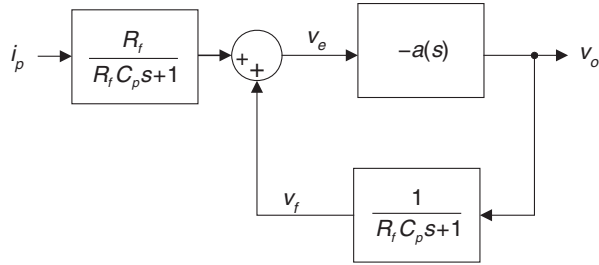 i_p
R_f
R_f C_p s+1
+
+
v_e
−a(s)
v_o
v_f
1
R_f C_p s+1